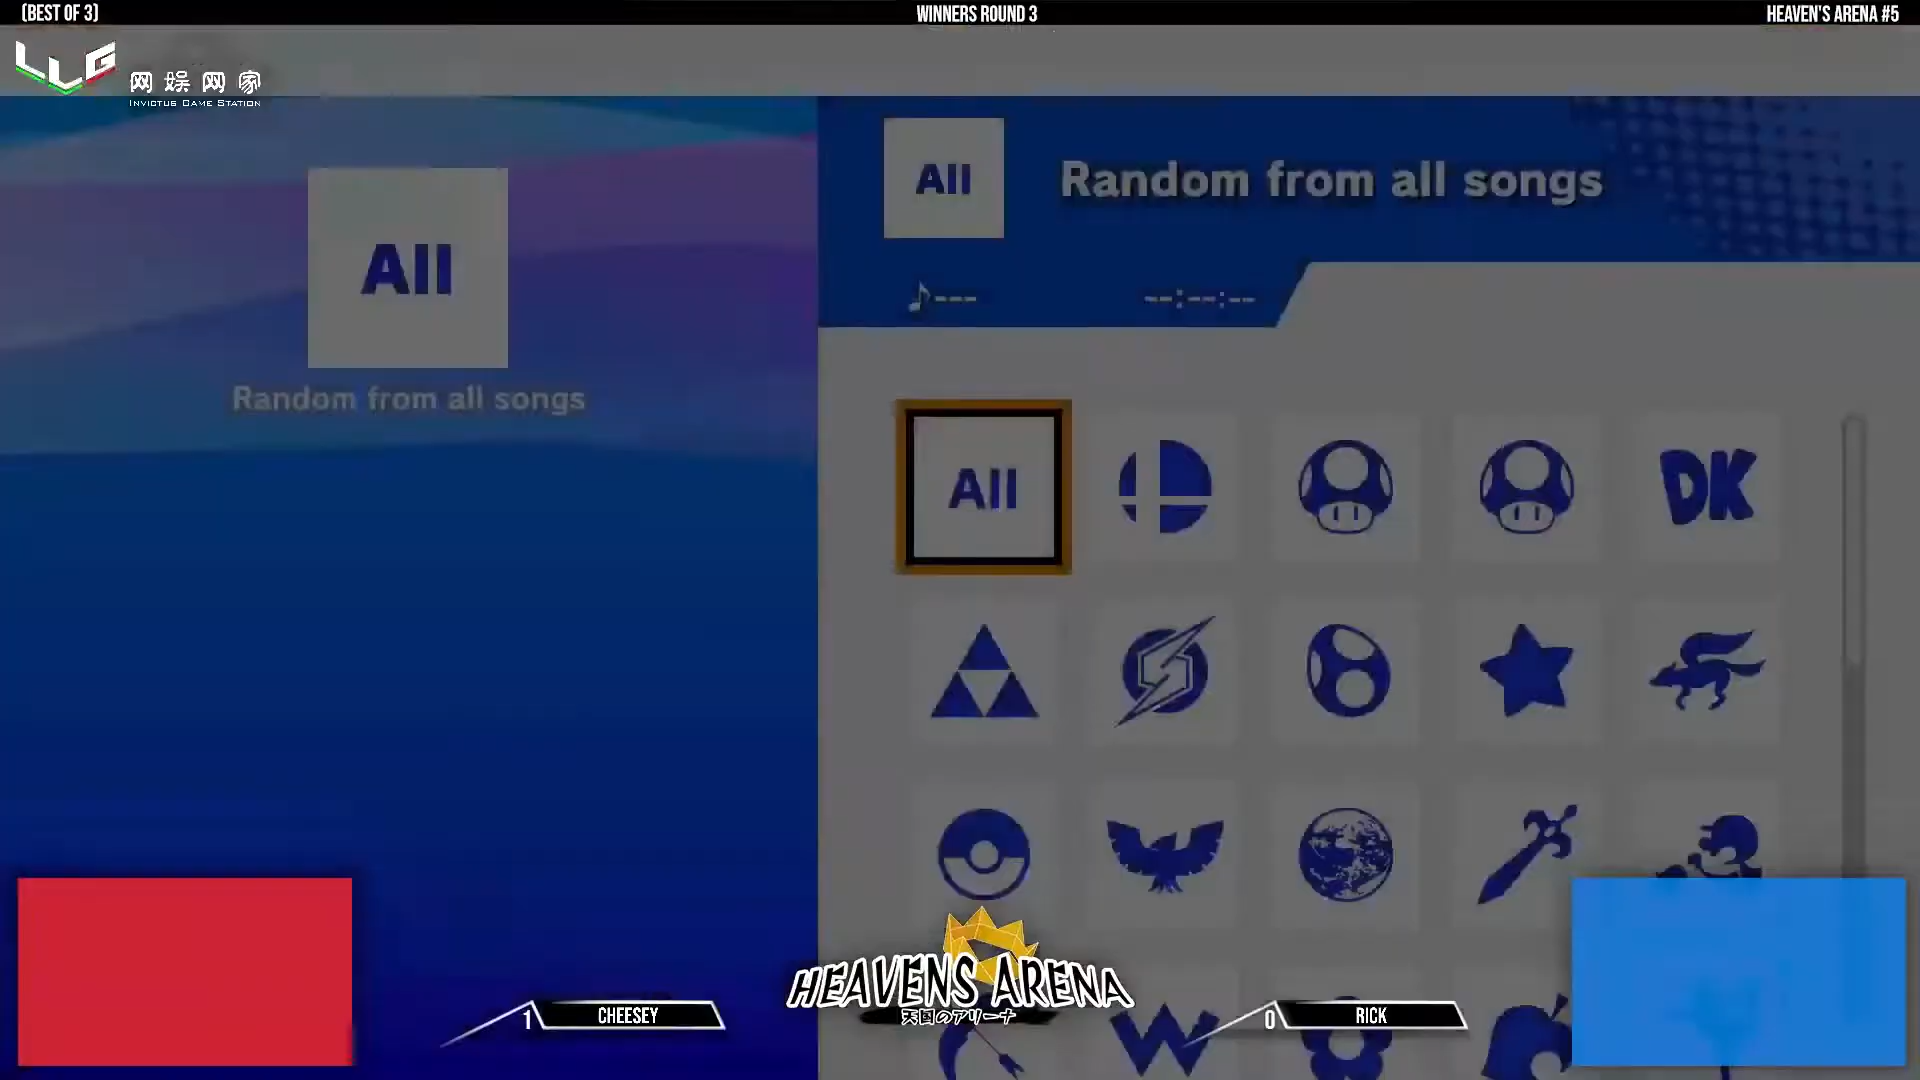 (BEST OF 3)
WINNERS ROUND 3
HEAVEN'S ARENA #5
LLG
网娱网家
INVICTUS GAME STATION
All
Random from all songs
All
Random from all songs
♪---
--:--:--
All
DK
HEAVENS ARENA
天国のアリーナ
1
CHEESEY
0
RICK